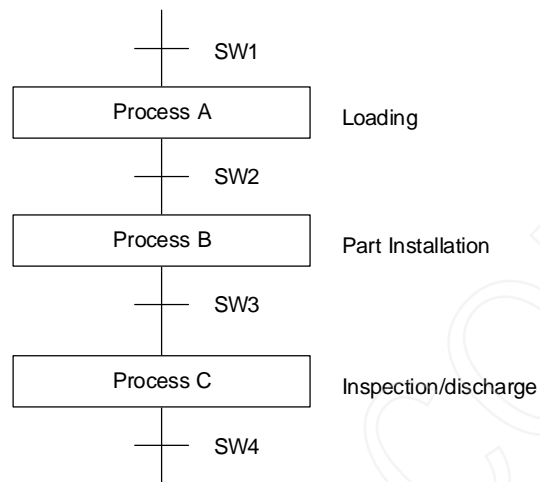 SW1
Process A
Loading
SW2
Process B
Part Installation
SW3
Process C
Inspection/discharge
SW4